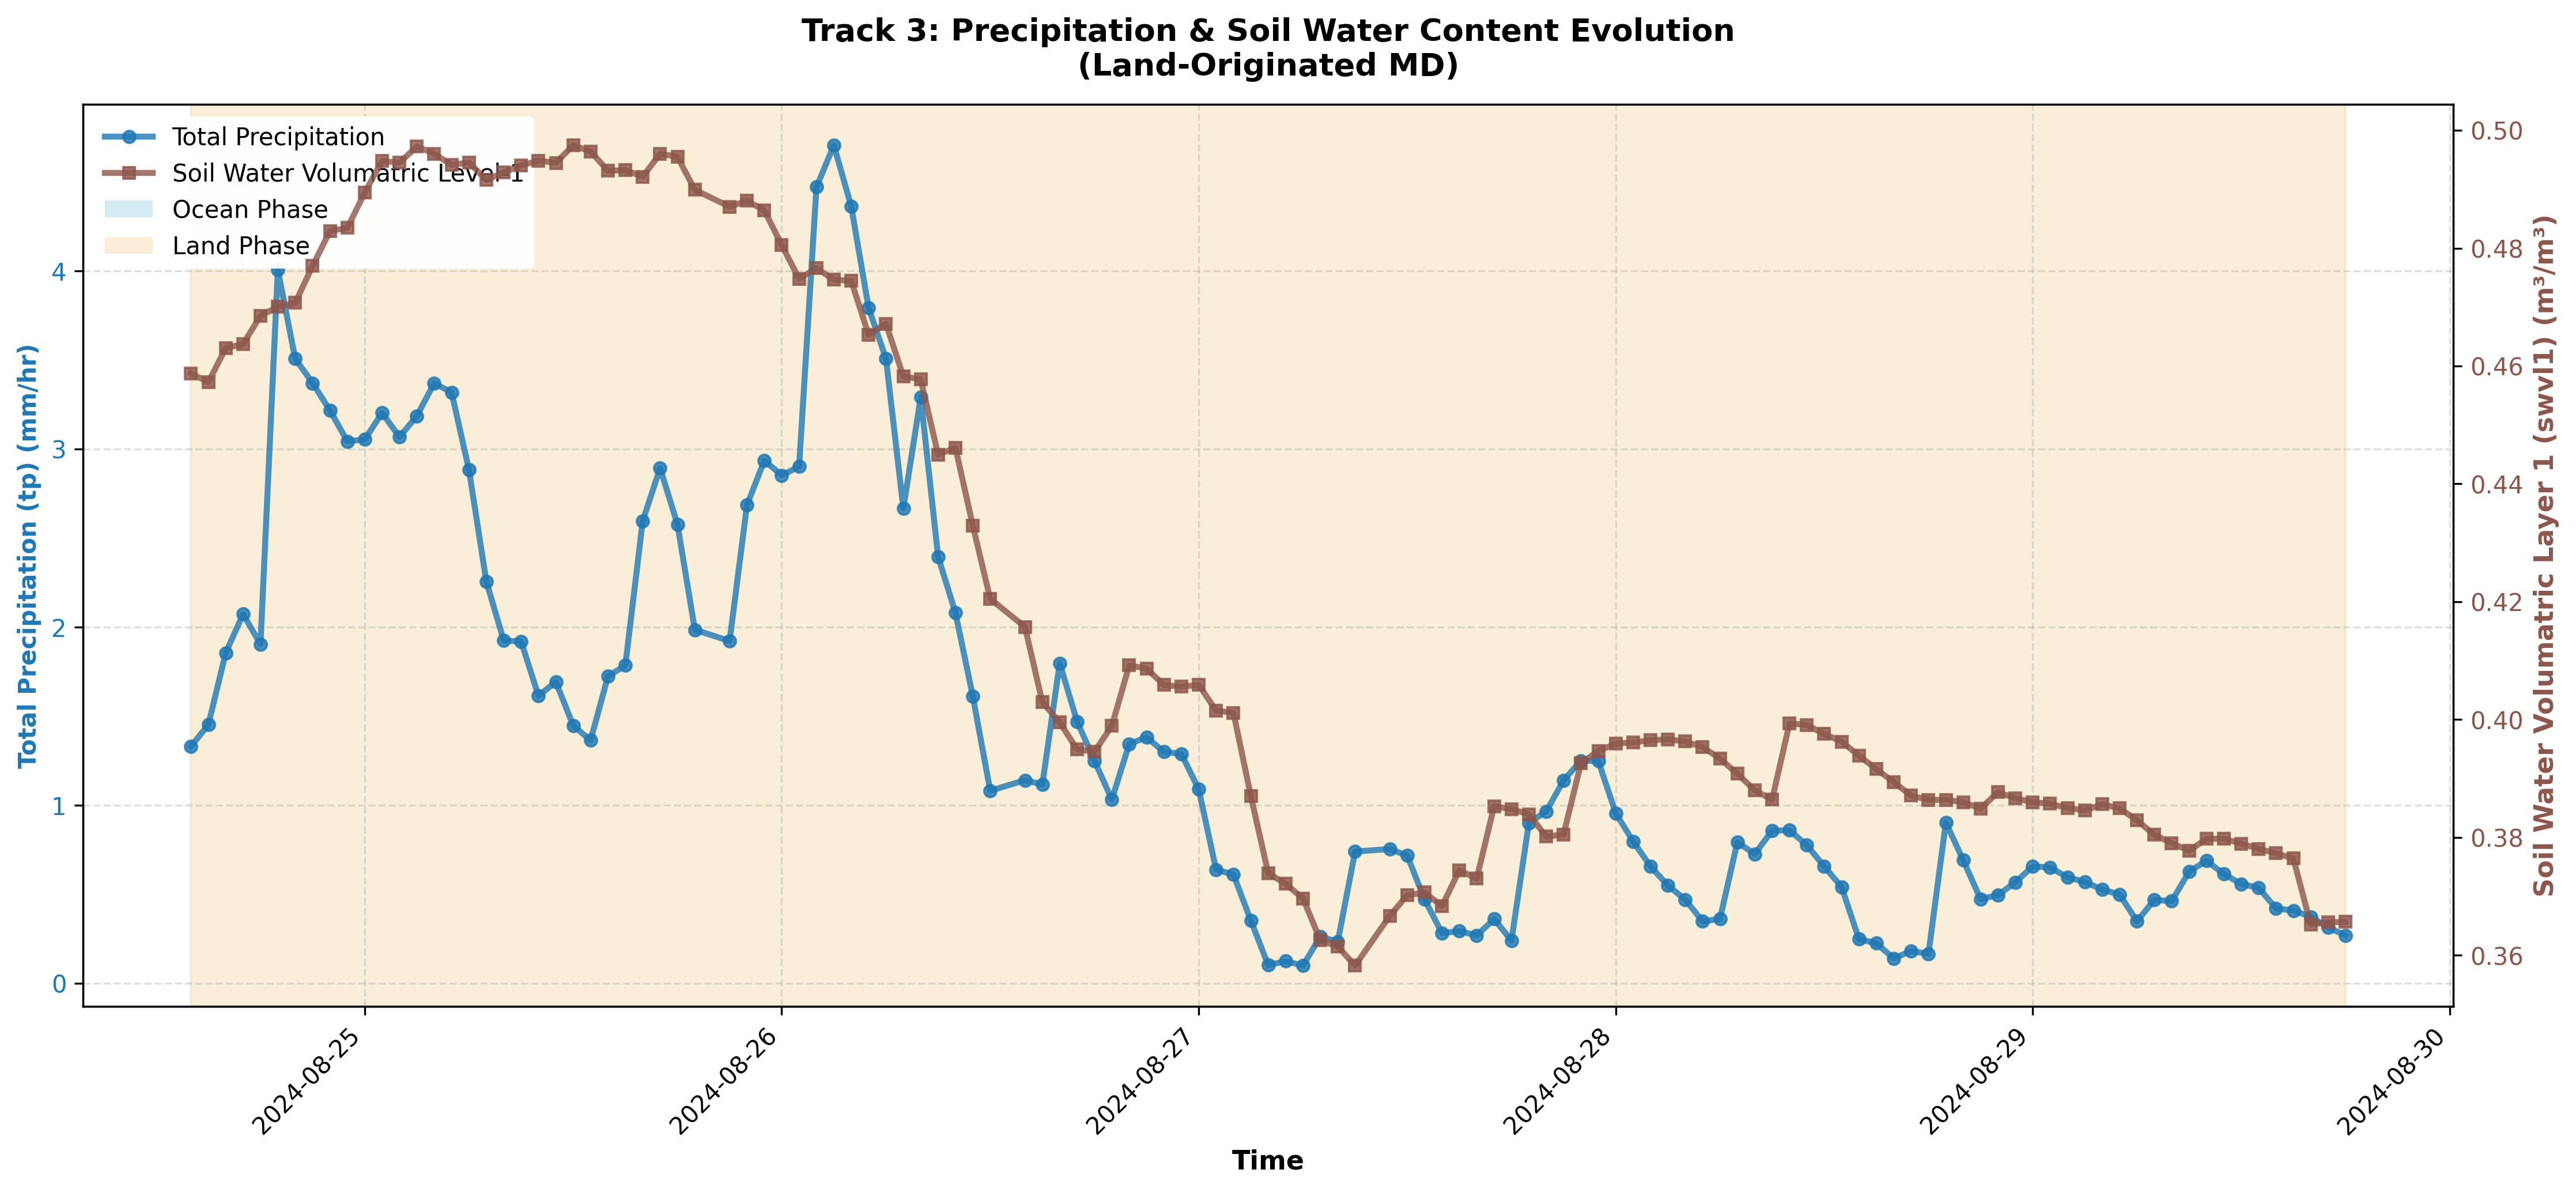 Track 3: Precipitation & Soil Water Content Evolution
(Land-Originated MD)
Total Precipitation
Soil Water Volumatric Level 1
Ocean Phase
Land Phase
Total Precipitation (tp) (mm/hr)
4
3
2
1
0
0.50
0.48
0.46
0.44
0.42
0.40
0.38
0.36
Soil Water Volumatric Layer 1 (swvl1) (m³/m³)
2024-08-25
2024-08-26
2024-08-27
2024-08-28
2024-08-29
2024-08-30
Time